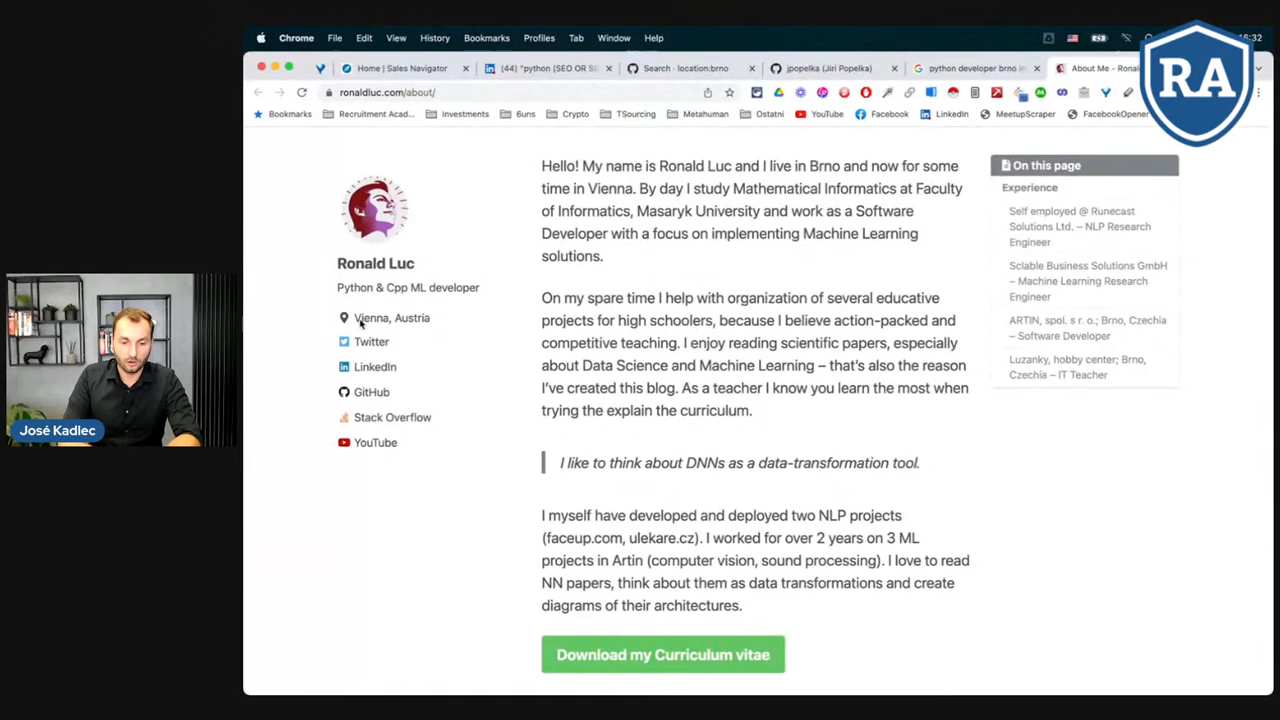 Chrome File Edit View History Bookmarks Profiles Tab Window Help
16:32
Home | Sales Navigator
(44) "python (SEO OR SE
Search · location:brno
jpopelka (Jiri Popelka)
python developer brno i
About Me - Rona
ronaldluc.com/about/
Bookmarks Recruitment Acad... Investments 6uns Crypto TSourcing Metahuman Ostatni YouTube Facebook LinkedIn MeetupScraper FacebookOpener
RA
Ronald Luc
Python & Cpp ML developer
Vienna, Austria
Twitter
LinkedIn
GitHub
Stack Overflow
YouTube
Hello! My name is Ronald Luc and I live in Brno and now for some
time in Vienna. By day I study Mathematical Informatics at Faculty
of Informatics, Masaryk University and work as a Software
Developer with a focus on implementing Machine Learning
solutions.
On my spare time I help with organization of several educative
projects for high schoolers, because I believe action-packed and
competitive teaching. I enjoy reading scientific papers, especially
about Data Science and Machine Learning – that's also the reason
I've created this blog. As a teacher I know you learn the most when
trying the explain the curriculum.
I like to think about DNNs as a data-transformation tool.
I myself have developed and deployed two NLP projects
(faceup.com, ulekare.cz). I worked for over 2 years on 3 ML
projects in Artin (computer vision, sound processing). I love to read
NN papers, think about them as data transformations and create
diagrams of their architectures.
Download my Curriculum vitae
On this page
Experience
Self employed @ Runecast
Solutions Ltd. – NLP Research
Engineer
Sclable Business Solutions GmbH
– Machine Learning Research
Engineer
ARTIN, spol. s r. o.; Brno, Czechia
– Software Developer
Luzanky, hobby center; Brno,
Czechia – IT Teacher
José Kadlec